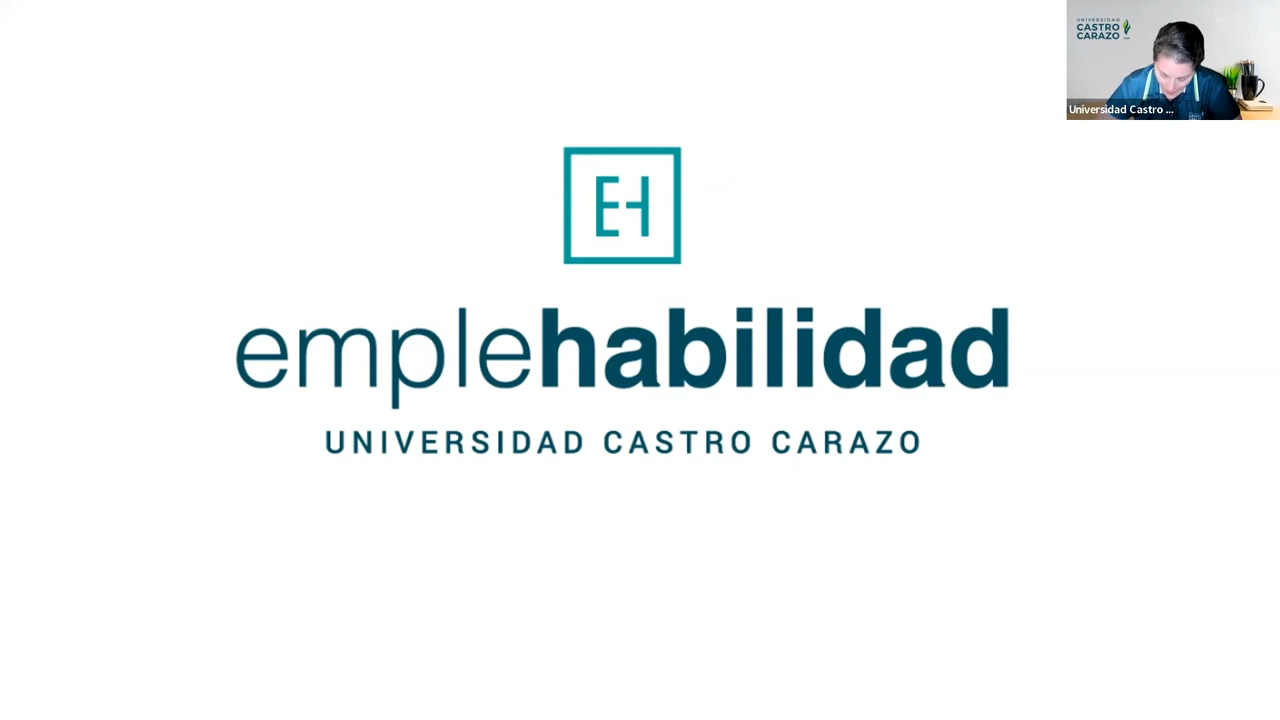 EH
emplehabilidad
UNIVERSIDAD CASTRO CARAZO
UNIVERSIDAD
CASTRO
CARAZO
Universidad Castro ...